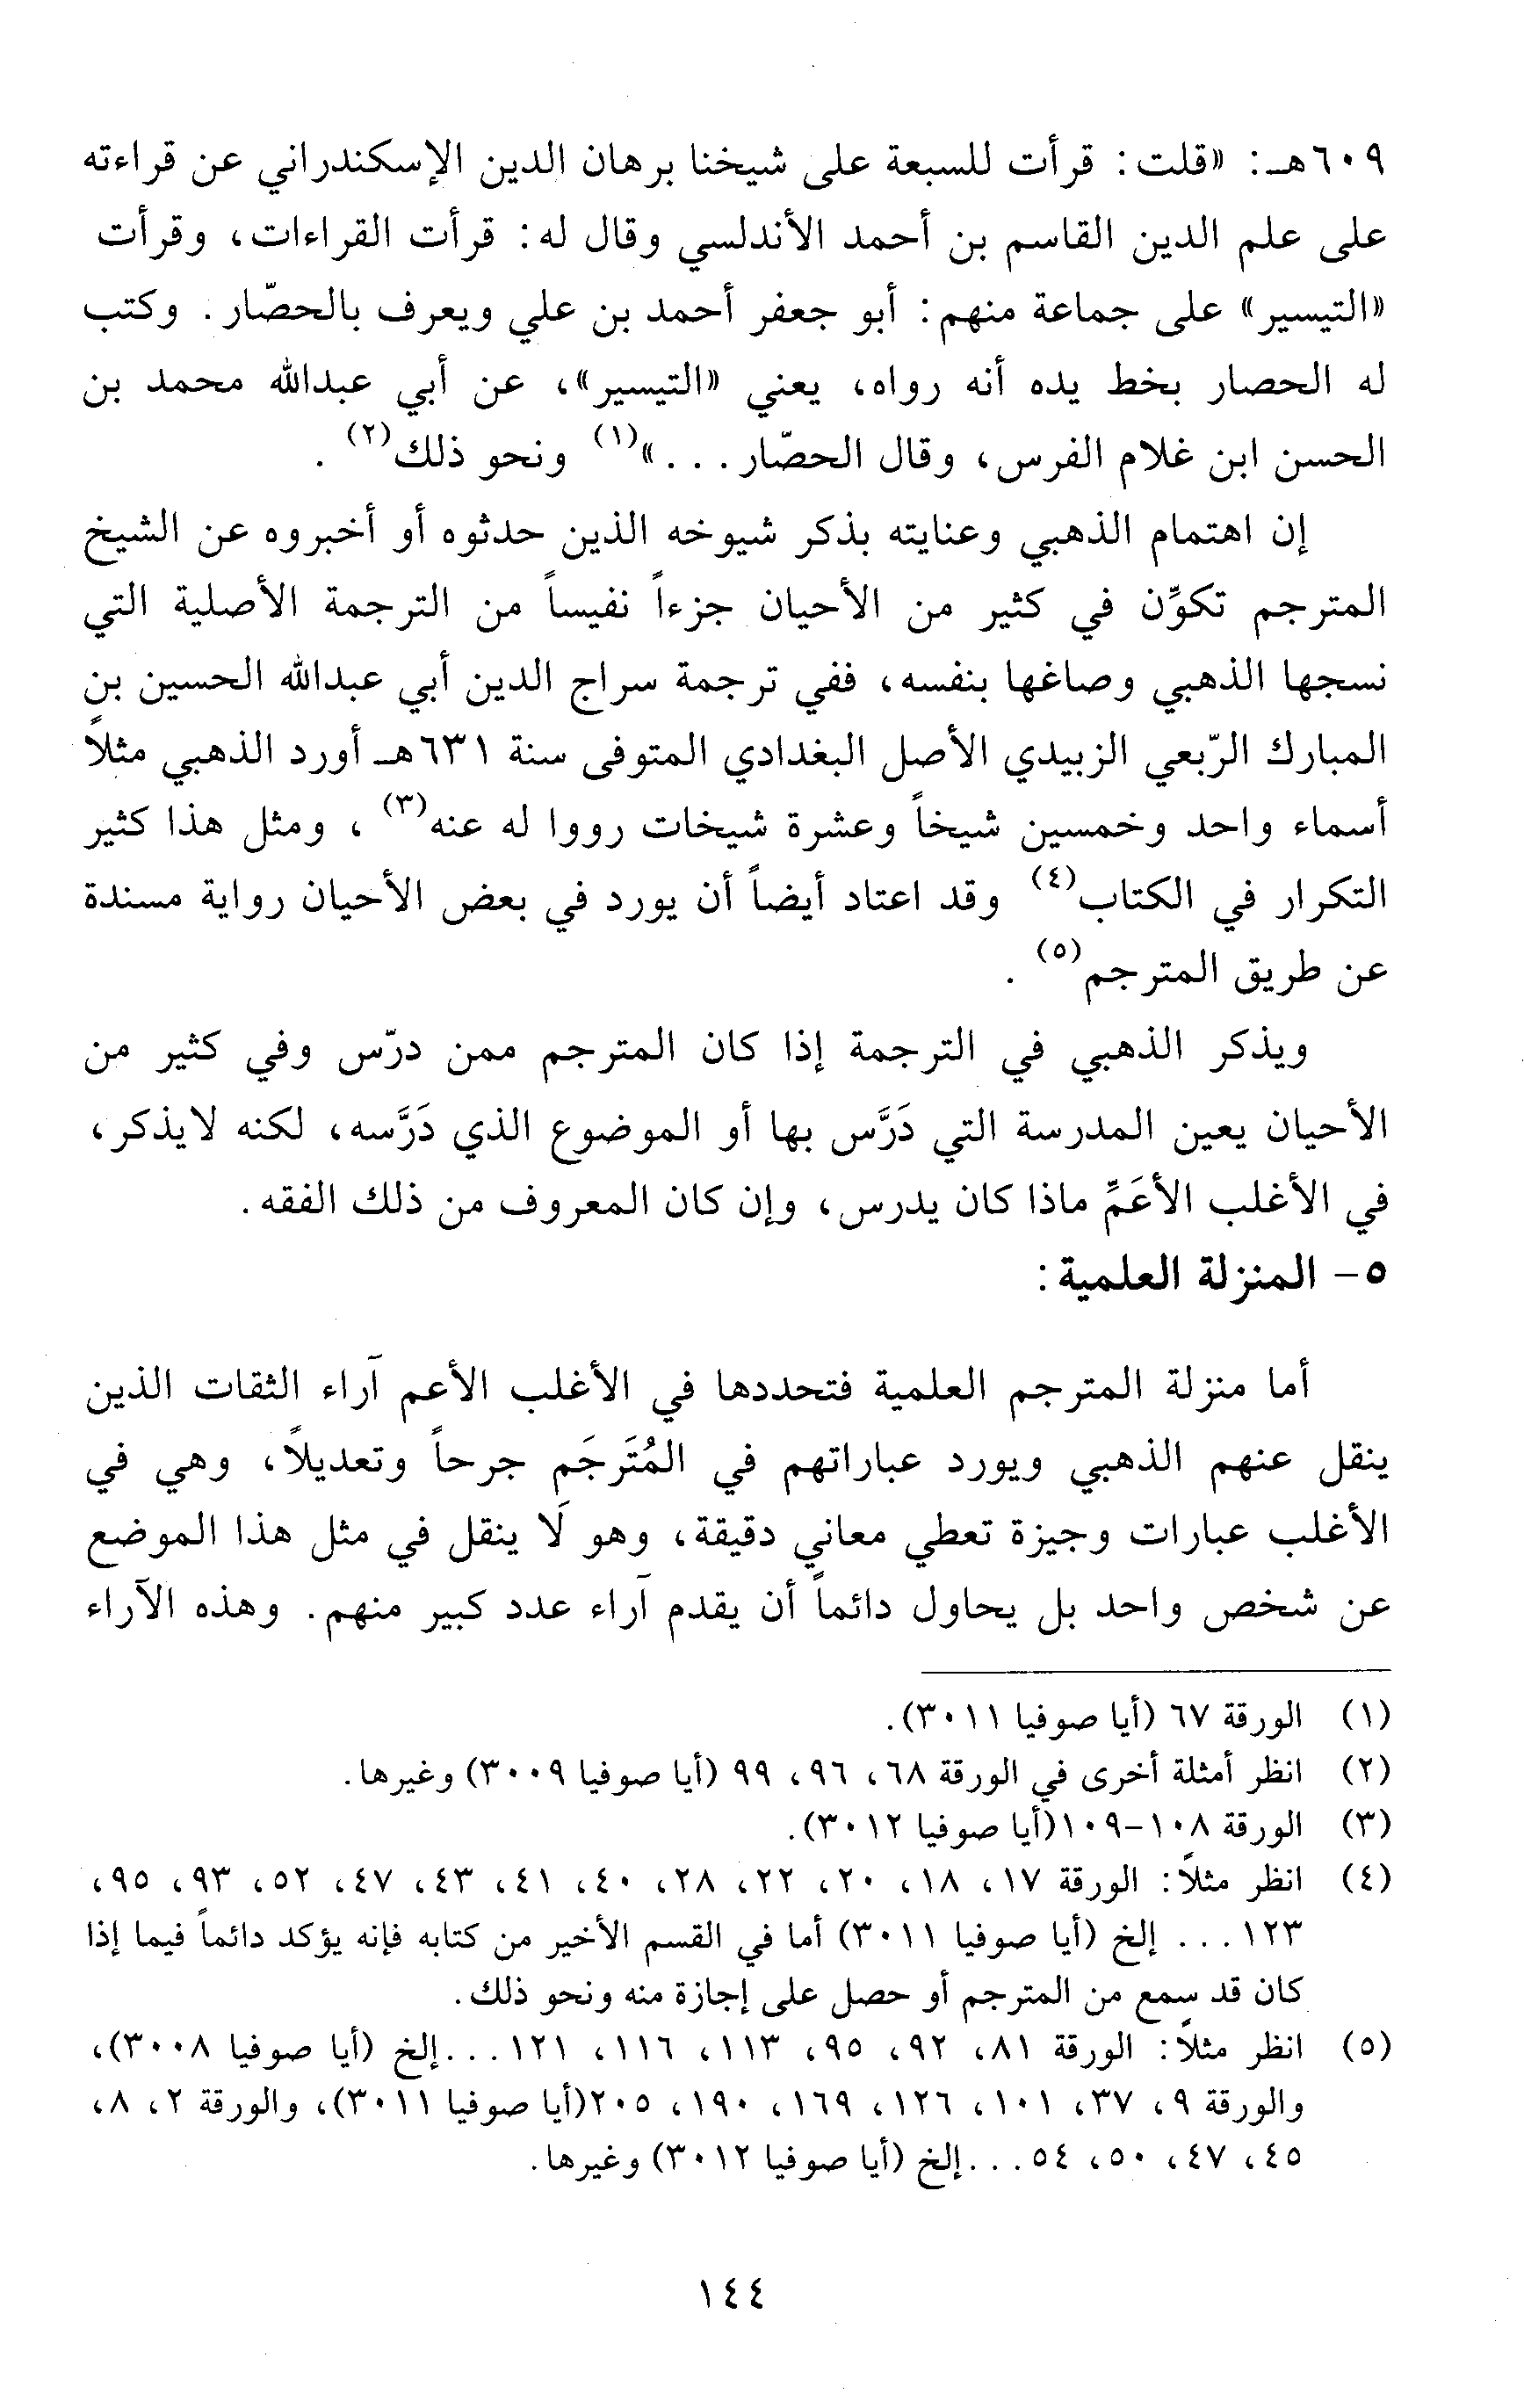 ٦٠٩هـ: «قلت: قرأت للسبعة على شيخنا برهان الدين الإسكندراني عن قراءته
على علم الدين القاسم بن أحمد الأندلسي وقال له: قرأت القراءات، وقرأت
«التيسير» على جماعة منهم: أبو جعفر أحمد بن علي ويعرف بالحصّار. وكتب
له الحصار بخط يده أنه رواه، يعني «التيسير»، عن أبي عبدالله محمد بن
الحسن ابن غلام الفرس، وقال الحصّار...»(١) ونحو ذلك(٢).
إن اهتمام الذهبي وعنايته بذكر شيوخه الذين حدثوه أو أخبروه عن الشيخ
المترجم تكوِّن في كثير من الأحيان جزءاً نفيساً من الترجمة الأصلية التي
نسجها الذهبي وصاغها بنفسه، ففي ترجمة سراج الدين أبي عبدالله الحسين بن
المبارك الرّبعي الزبيدي الأصل البغدادي المتوفى سنة ٦٣١هـ أورد الذهبي مثلاً
أسماء واحد وخمسين شيخاً وعشرة شيخات رووا له عنه(٣)، ومثل هذا كثير
التكرار في الكتاب(٤) وقد اعتاد أيضاً أن يورد في بعض الأحيان رواية مسندة
عن طريق المترجم(٥).
ويذكر الذهبي في الترجمة إذا كان المترجم ممن درّس وفي كثير من
الأحيان يعين المدرسة التي دَرَّس بها أو الموضوع الذي دَرَّسه، لكنه لايذكر،
في الأغلب الأعَمِّ ماذا كان يدرس، وإن كان المعروف من ذلك الفقه.
٥- المنزلة العلمية:
أما منزلة المترجم العلمية فتحددها في الأغلب الأعم آراء الثقات الذين
ينقل عنهم الذهبي ويورد عباراتهم في المُتَرجَم جرحاً وتعديلاً، وهي في
الأغلب عبارات وجيزة تعطي معاني دقيقة، وهو لَا ينقل في مثل هذا الموضع
عن شخص واحد بل يحاول دائماً أن يقدم آراء عدد كبير منهم. وهذه الآراء
(١) الورقة ٦٧ (أيا صوفيا ٣٠١١).
(٢) انظر أمثلة أخرى في الورقة ٦٨، ٩٦، ٩٩ (أيا صوفيا ٣٠٠٩) وغيرها.
(٣) الورقة ١٠٨-١٠٩(أيا صوفيا ٣٠١٢).
(٤) انظر مثلاً: الورقة ١٧، ١٨، ٢٠، ٢٢، ٢٨، ٤٠، ٤١، ٤٣، ٤٧، ٥٢، ٩٣، ٩٥،
١٢٣... إلخ (أيا صوفيا ٣٠١١) أما في القسم الأخير من كتابه فإنه يؤكد دائماً فيما إذا
كان قد سمع من المترجم أو حصل على إجازة منه ونحو ذلك.
(٥) انظر مثلاً: الورقة ٨١، ٩٢، ٩٥، ١١٣، ١١٦، ١٢١...إلخ (أيا صوفيا ٣٠٠٨)،
والورقة ٩، ٣٧، ١٠١، ١٢٦، ١٦٩، ١٩٠، ٢٠٥(أيا صوفيا ٣٠١١)، والورقة ٢، ٨،
٤٥، ٤٧، ٥٠، ٥٤...إلخ (أيا صوفيا ٣٠١٢) وغيرها.
١٤٤